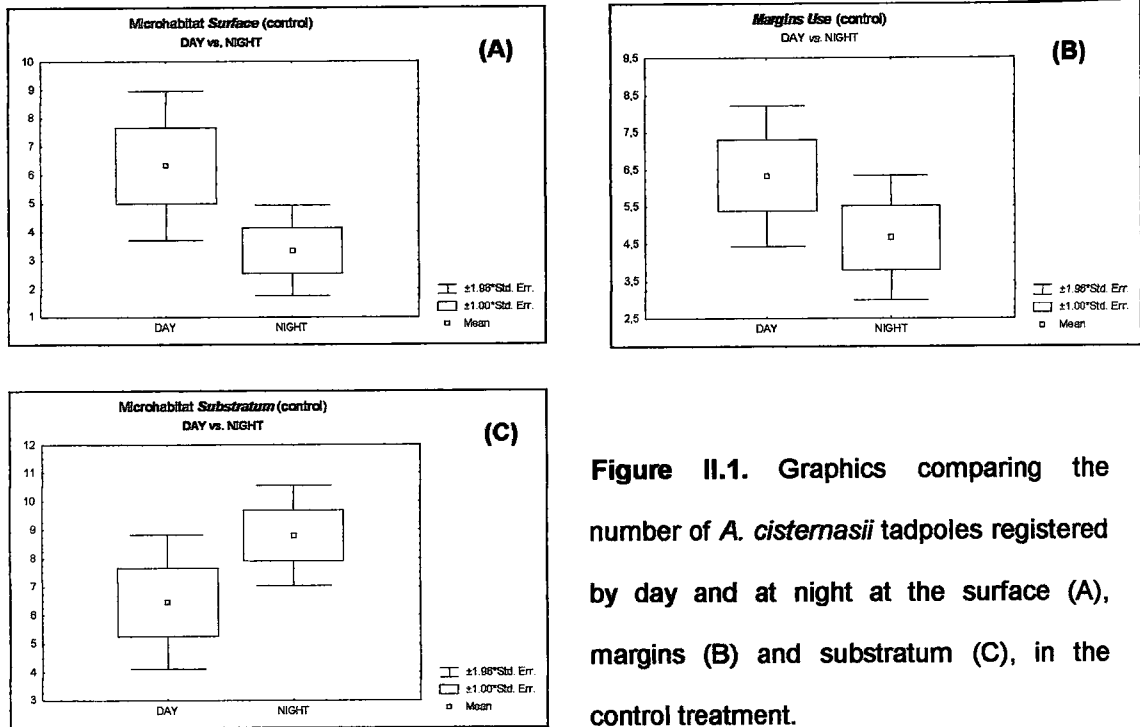 Microhabitat Surface (control)
DAY vs. NIGHT
(A)
10
9
8
7
6
5
4
3
2
1
DAY
NIGHT
±1.96*Std. Err.
±1.00*Std. Err.
Mean
Margins Use (control)
DAY vs. NIGHT
(B)
9,5
8,5
7,5
6,5
5,5
4,5
3,5
2,5
DAY
NIGHT
±1.96*Std. Err.
±1.00*Std. Err.
Mean
Microhabitat Substratum (control)
DAY vs. NIGHT
(C)
12
11
10
9
8
7
6
5
4
3
DAY
NIGHT
±1.96*Std. Err.
±1.00*Std. Err.
Mean
Figure II.1. Graphics comparing the
number of A. cisternasii tadpoles registered
by day and at night at the surface (A),
margins (B) and substratum (C), in the
control treatment.